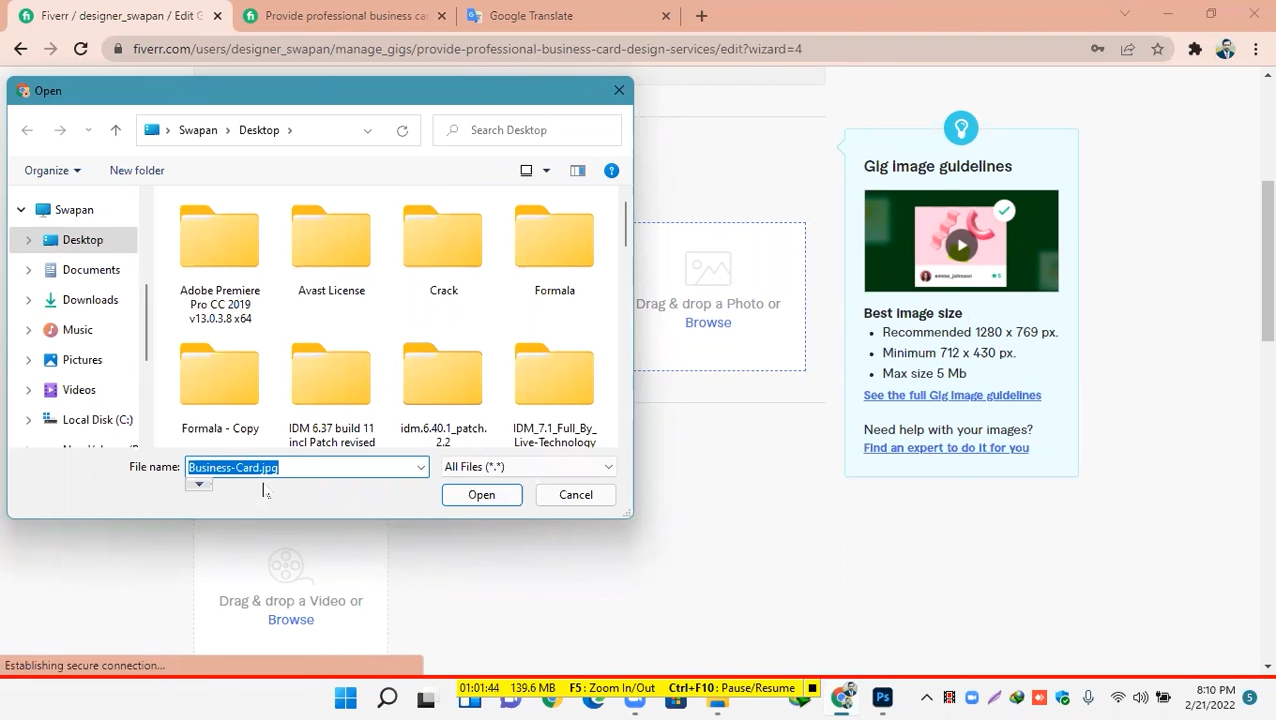 Fiverr / designer_swapan / Edit G
Provide professional business car
Google Translate
fiverr.com/users/designer_swapan/manage_gigs/provide-professional-business-card-design-services/edit?wizard=4
Open
Swapan > Desktop >
Search Desktop
Organize
New folder
Swapan
Desktop
Documents
Downloads
Music
Pictures
Videos
Local Disk (C:)
Adobe Premiere
Pro CC 2019
v13.0.3.8 x64
Avast License
Crack
Formala
Formala - Copy
IDM 6.37 build 11
incl Patch revised
idm.6.40.1_patch.
2.2
IDM_7.1_Full_By_
Live-Technology
File name:
Business-Card.jpg
All Files (*.*)
Open
Cancel
Drag & drop a Photo or
Browse
Drag & drop a Video or
Browse
Gig image guidelines
emma_johnson
5
Best image size
Recommended 1280 x 769 px.
Minimum 712 x 430 px.
Max size 5 Mb
See the full Gig image guidelines
Need help with your images?
Find an expert to do it for you
Establishing secure connection...
01:01:44
139.6 MB
F5: Zoom In/Out
Ctrl+F10: Pause/Resume
Ps
8:10 PM
2/21/2022
5